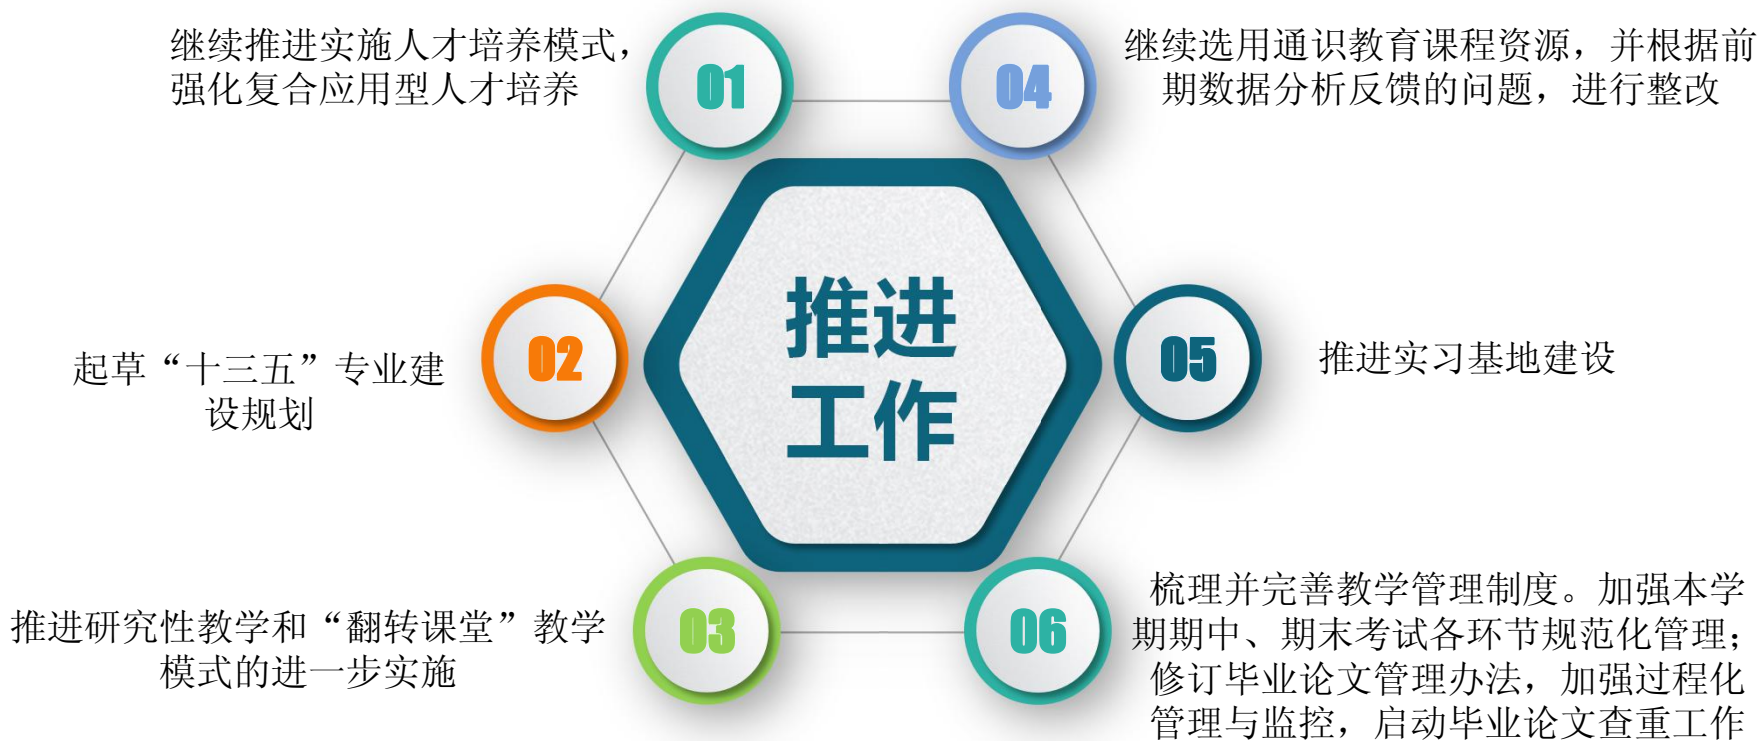 01
继续推进实施人才培养模式，
强化复合应用型人才培养
02
起草“十三五”专业建
设规划
03
推进研究性教学和“翻转课堂”教学
模式的进一步实施
推进
工作
04
继续选用通识教育课程资源，并根据前
期数据分析反馈的问题，进行整改
05
推进实习基地建设
06
梳理并完善教学管理制度。加强本学
期期中、期末考试各环节规范化管理；
修订毕业论文管理办法，加强过程化
管理与监控，启动毕业论文查重工作